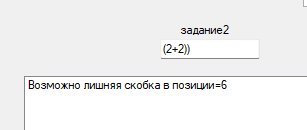 задание2
(2+2))
Возможно лишняя скобка в позиции=6